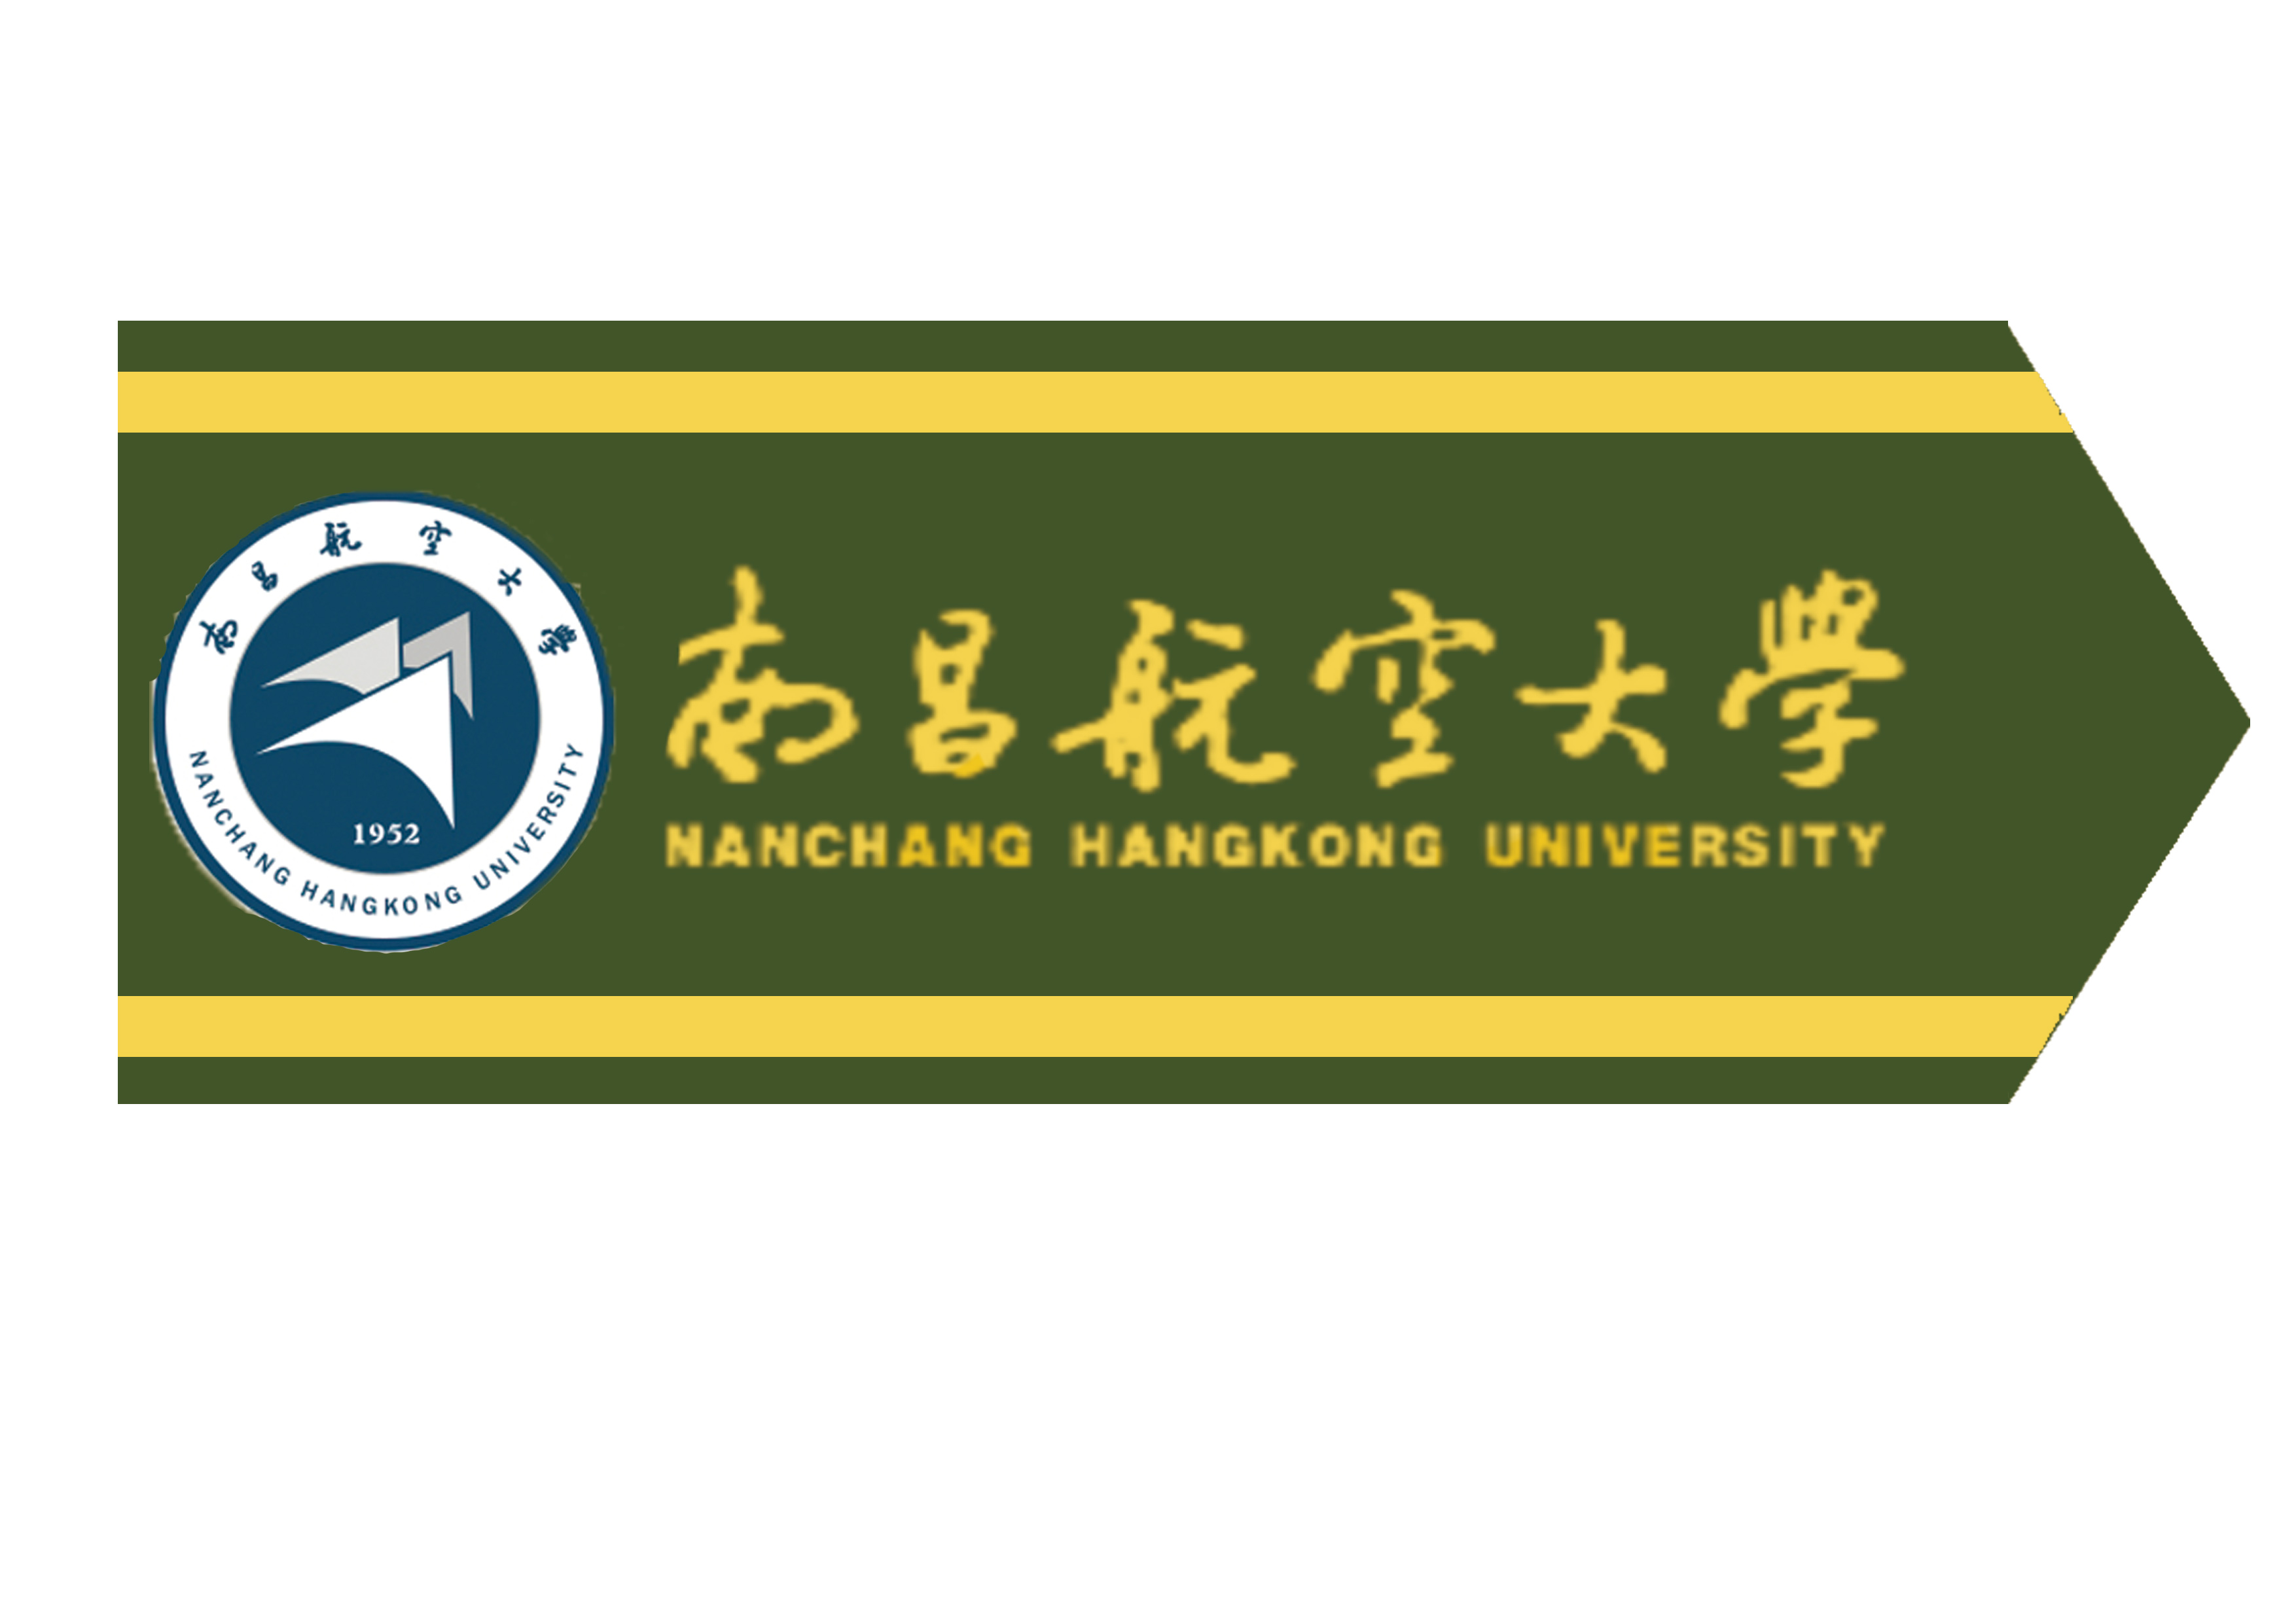 南昌航空大學
1952
NANCHANG HANGKONG UNIVERSITY
南昌航空大學
NANCHANG HANGKONG UNIVERSITY